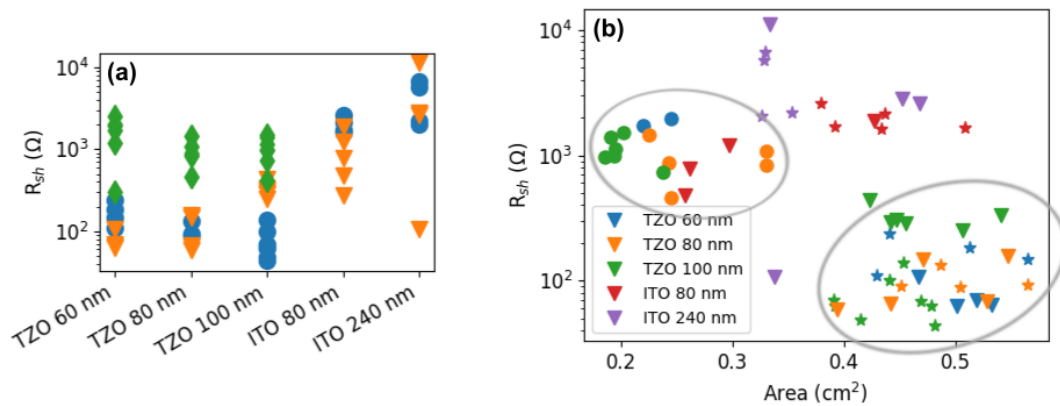 (a)
R_sh (Ω)
10^4
10^3
10^2
TZO 60 nm
TZO 80 nm
TZO 100 nm
ITO 80 nm
ITO 240 nm
(b)
R_sh (Ω)
10^4
10^3
10^2
TZO 60 nm
TZO 80 nm
TZO 100 nm
ITO 80 nm
ITO 240 nm
0.2 0.3 0.4 0.5
Area (cm²)